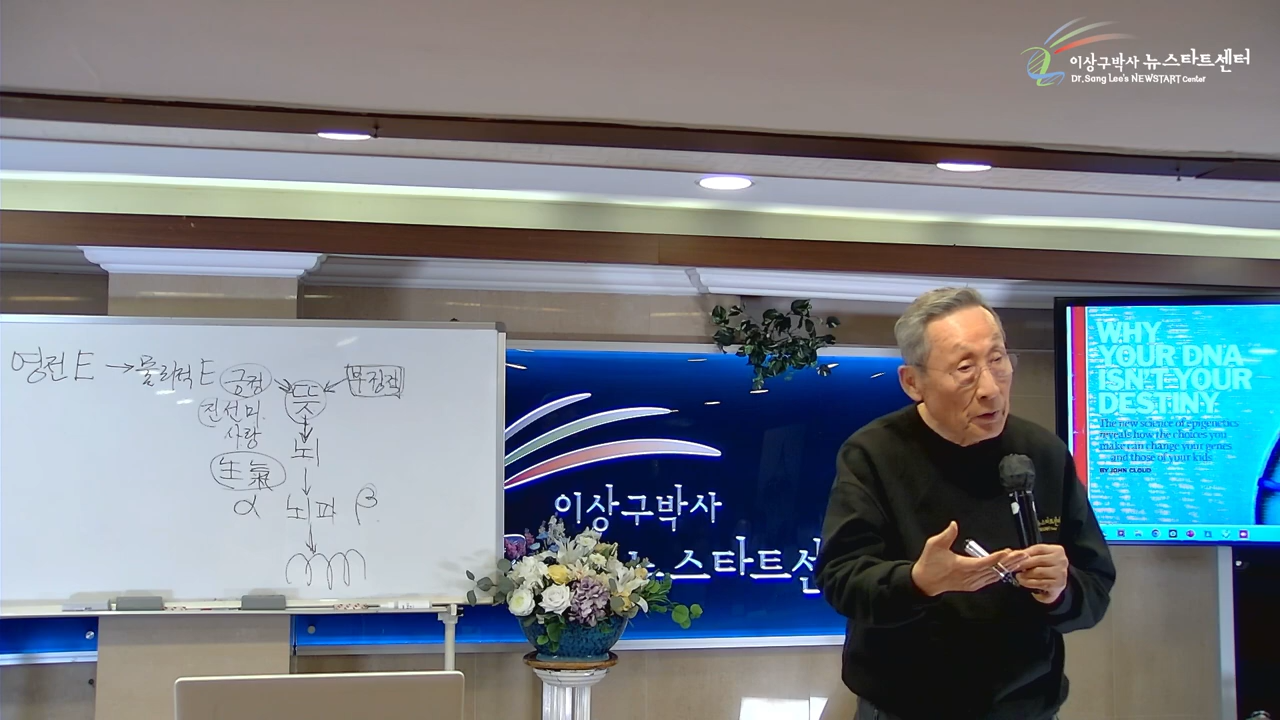 이상구박사 뉴스타트센터
Dr. Sang Lee's NEWSTART Center
영적 E → 물리적 E
긍정
뜻
부정적
진선미
사랑
뇌
生氣
α 뇌파 β
이상구박사
뉴스타트센
WHY
YOUR DNA
ISN'T YOUR
DESTINY
The new science of epigenetics
reveals how the choices you
make can change your genes
and those of your kids
BY JOHN CLOUD